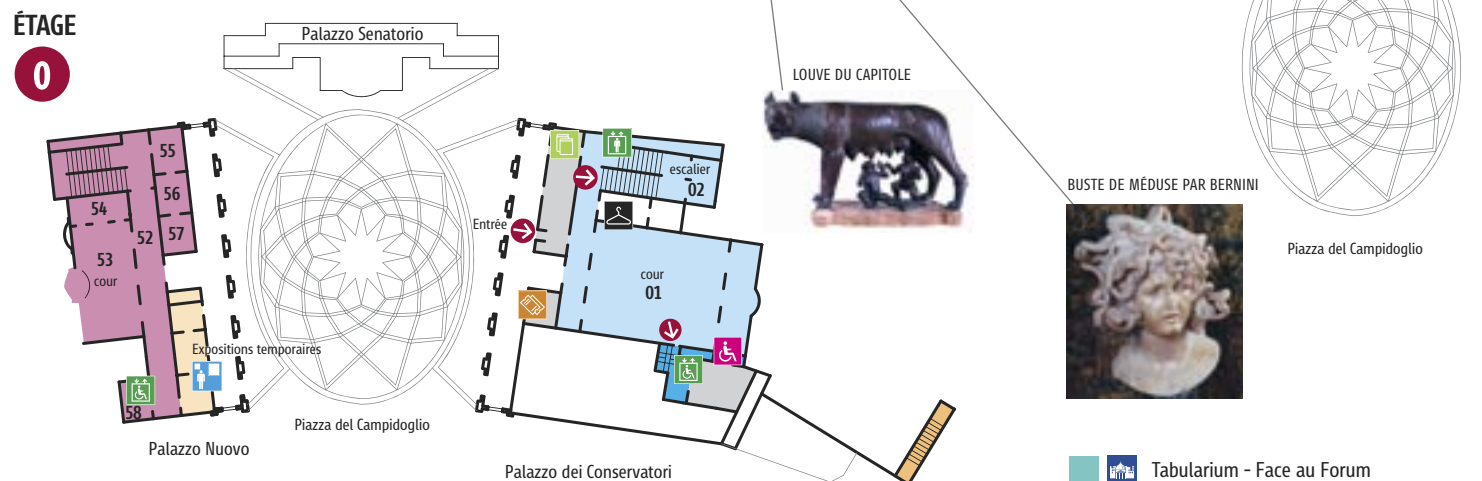 ÉTAGE
0
Palazzo Senatorio
LOUVE DU CAPITOLE
55
56
57
54
52
53
cour
58
Expositions temporaires
Entrée
escalier
02
cour
01
BUSTE DE MÉDUSE PAR BERNINI
Piazza del Campidoglio
Piazza del Campidoglio
Palazzo Nuovo
Palazzo dei Conservatori
Tabularium - Face au Forum